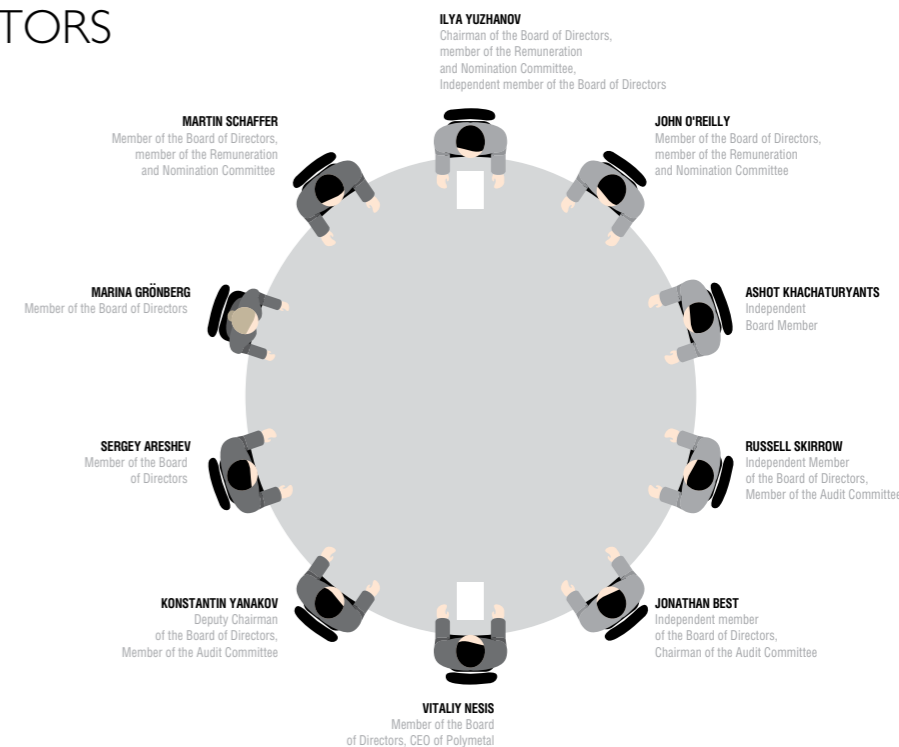 TORS
ILYA YUZHANOV
Chairman of the Board of Directors,
member of the Remuneration
and Nomination Committee,
Independent member of the Board of Directors
MARTIN SCHAFFER
Member of the Board of Directors,
member of the Remuneration
and Nomination Committee
JOHN O'REILLY
Member of the Board of Directors,
member of the Remuneration
and Nomination Committee
MARINA GRÖNBERG
Member of the Board of Directors
ASHOT KHACHATURYANTS
Independent
Board Member
SERGEY ARESHEV
Member of the Board
of Directors
RUSSELL SKIRROW
Independent Member
of the Board of Directors,
Member of the Audit Committee
KONSTANTIN YANAKOV
Deputy Chairman
of the Board of Directors,
Member of the Audit Committee
JONATHAN BEST
Independent member
of the Board of Directors,
Chairman of the Audit Committee
VITALIY NESIS
Member of the Board
of Directors, CEO of Polymetal